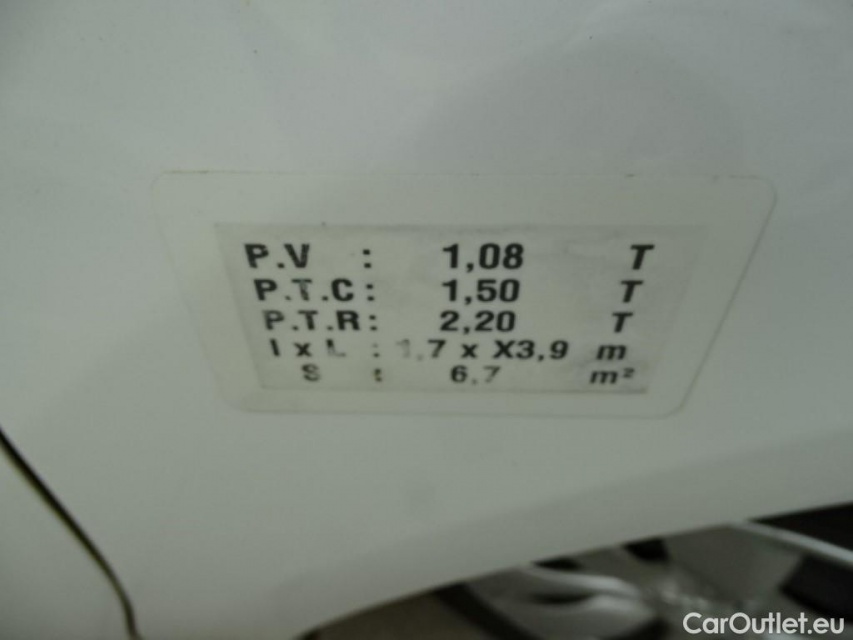 P.V : 1,08 T
P.T.C : 1,50 T
P.T.R : 2,20 T
l x L : 1,7 x X3,9 m
S : 6,7 m²
CarOutlet.eu